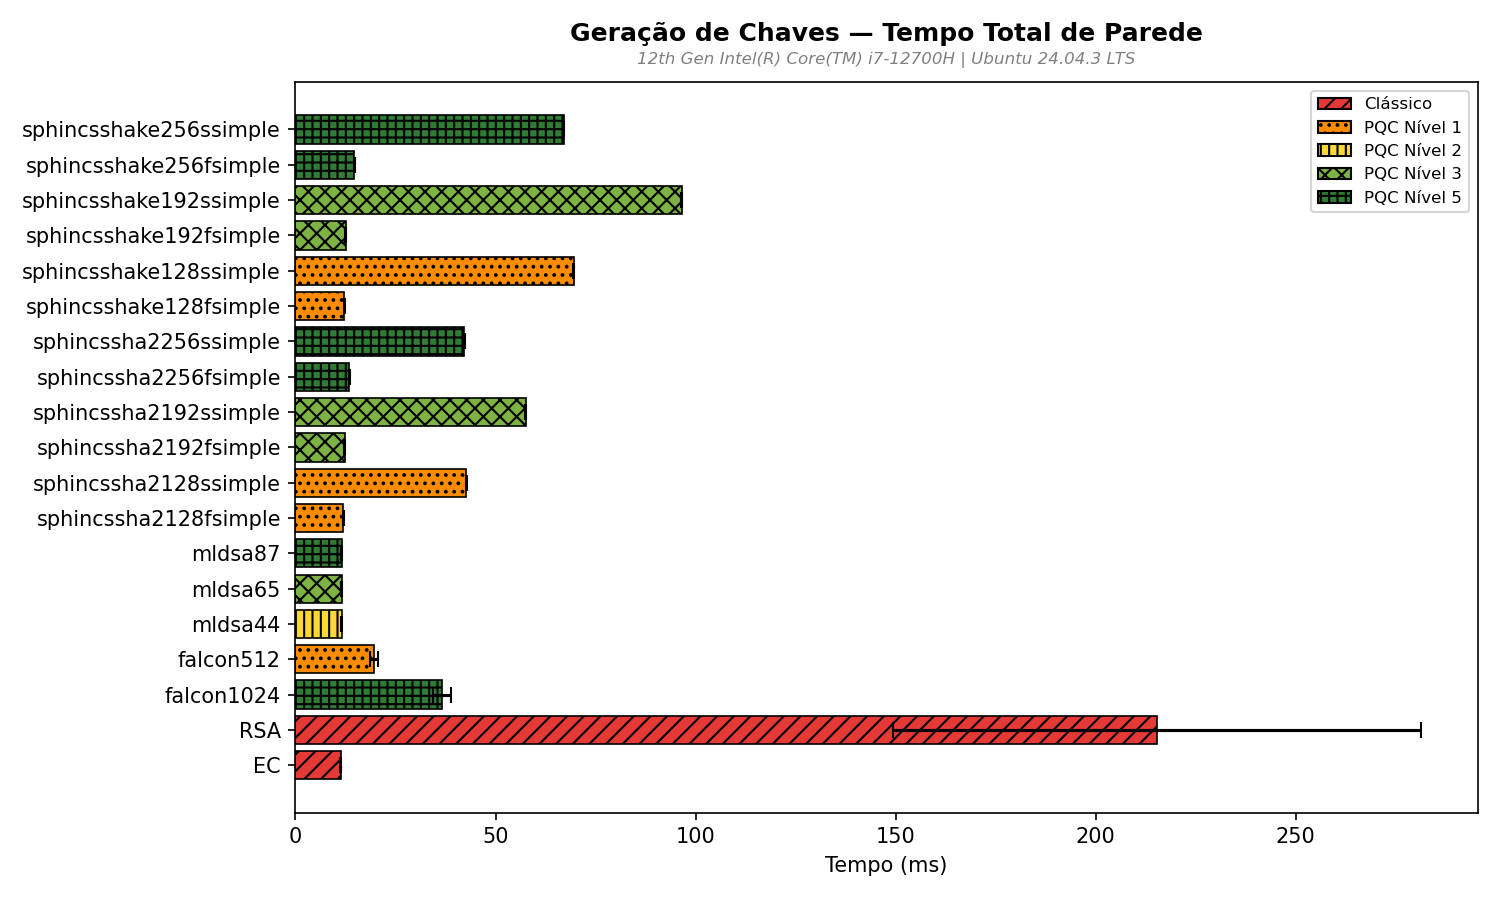 Geração de Chaves — Tempo Total de Parede
12th Gen Intel(R) Core(TM) i7-12700H | Ubuntu 24.04.3 LTS
Clássico
PQC Nível 1
PQC Nível 2
PQC Nível 3
PQC Nível 5
sphincsshake256ssimple
sphincsshake256fsimple
sphincsshake192ssimple
sphincsshake192fsimple
sphincsshake128ssimple
sphincsshake128fsimple
sphincssha2256ssimple
sphincssha2256fsimple
sphincssha2192ssimple
sphincssha2192fsimple
sphincssha2128ssimple
sphincssha2128fsimple
mldsa87
mldsa65
mldsa44
falcon512
falcon1024
RSA
EC
0 50 100 150 200 250
Tempo (ms)